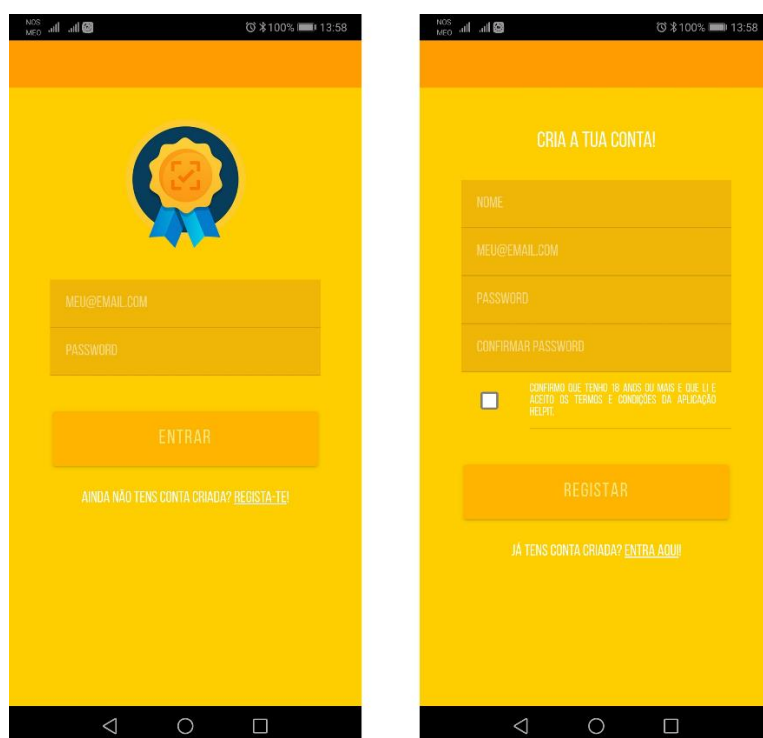 NOS
MEO
100% 13:58
MEU@EMAIL.COM
PASSWORD
ENTRAR
AINDA NÃO TENS CONTA CRIADA? REGISTA-TE!
NOS
MEO
100% 13:58
CRIA A TUA CONTA!
NOME
MEU@EMAIL.COM
PASSWORD
CONFIRMAR PASSWORD
CONFIRMO QUE TENHO 18 ANOS OU MAIS E QUE LI E
ACEITO OS TERMOS E CONDIÇÕES DA APLICAÇÃO
HELPIT.
REGISTAR
JÁ TENS CONTA CRIADA? ENTRA AQUI!